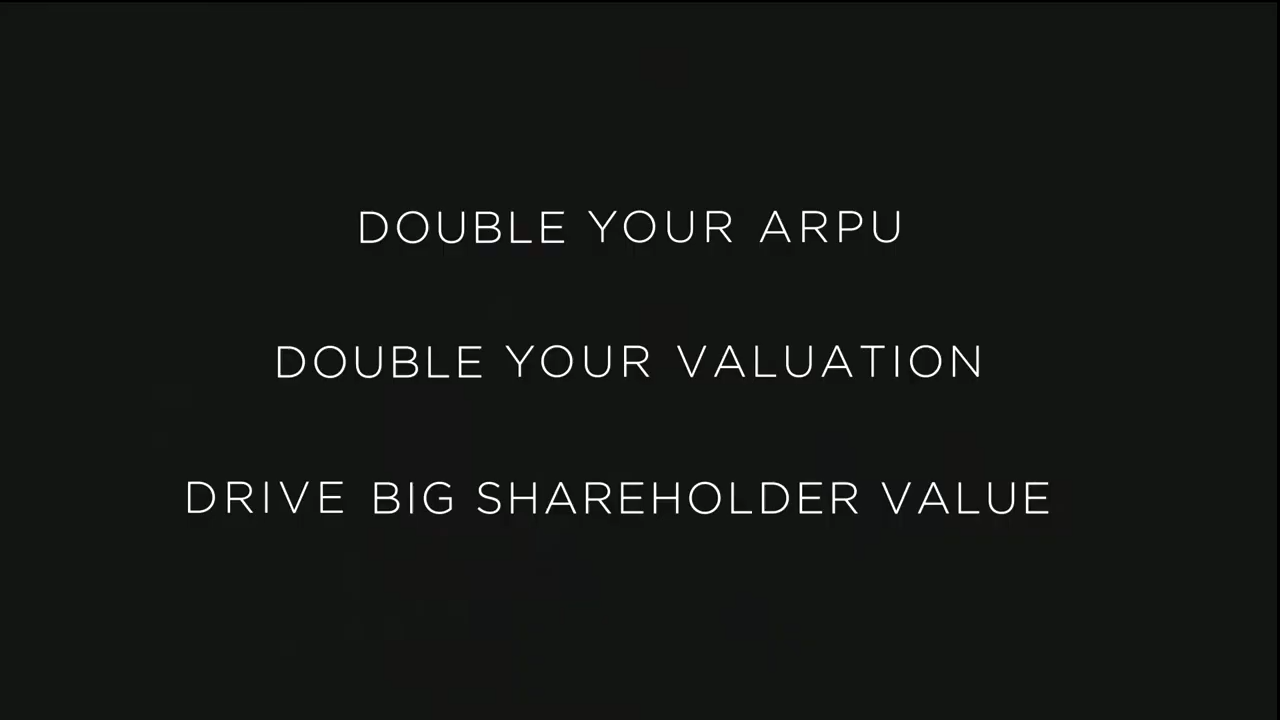 DOUBLE YOUR ARPU
DOUBLE YOUR VALUATION
DRIVE BIG SHAREHOLDER VALUE